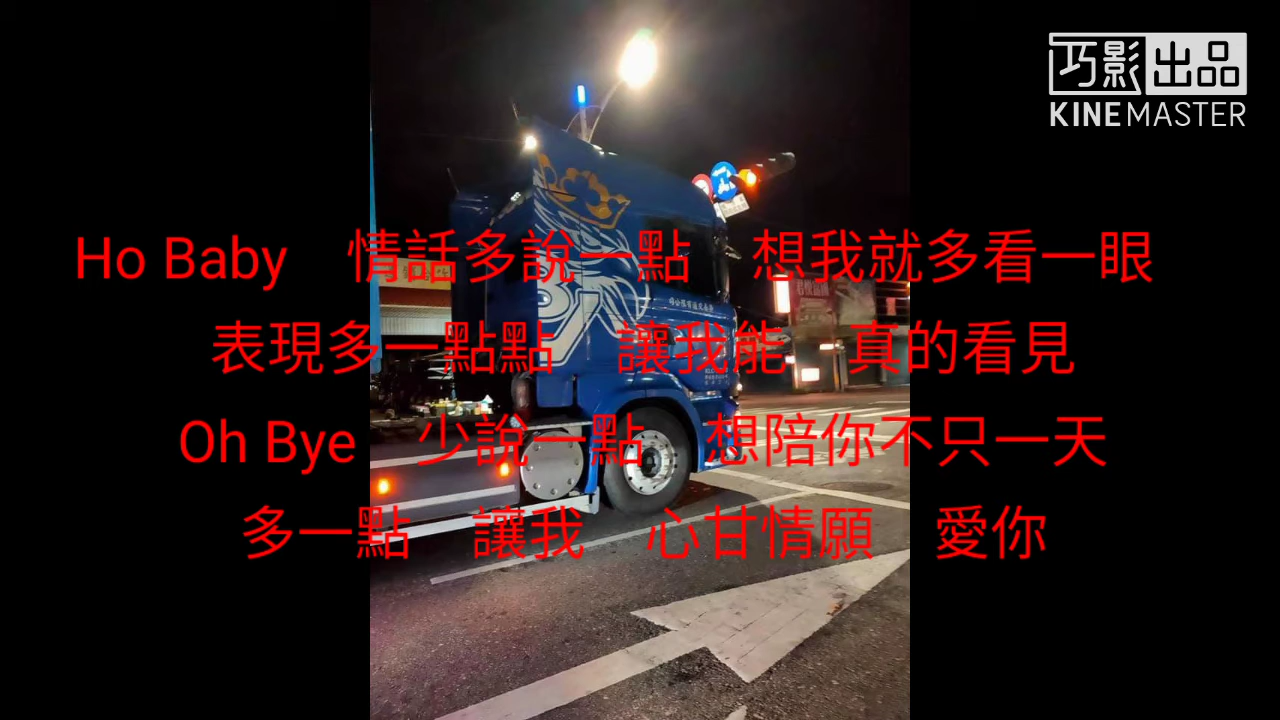 巧影出品
KINEMASTER
Ho Baby 情話多說一點 想我就多看一眼
表現多一點點 讓我能 真的看見
Oh Bye 少說一點 想陪你不只一天
多一點 讓我 心甘情願 愛你